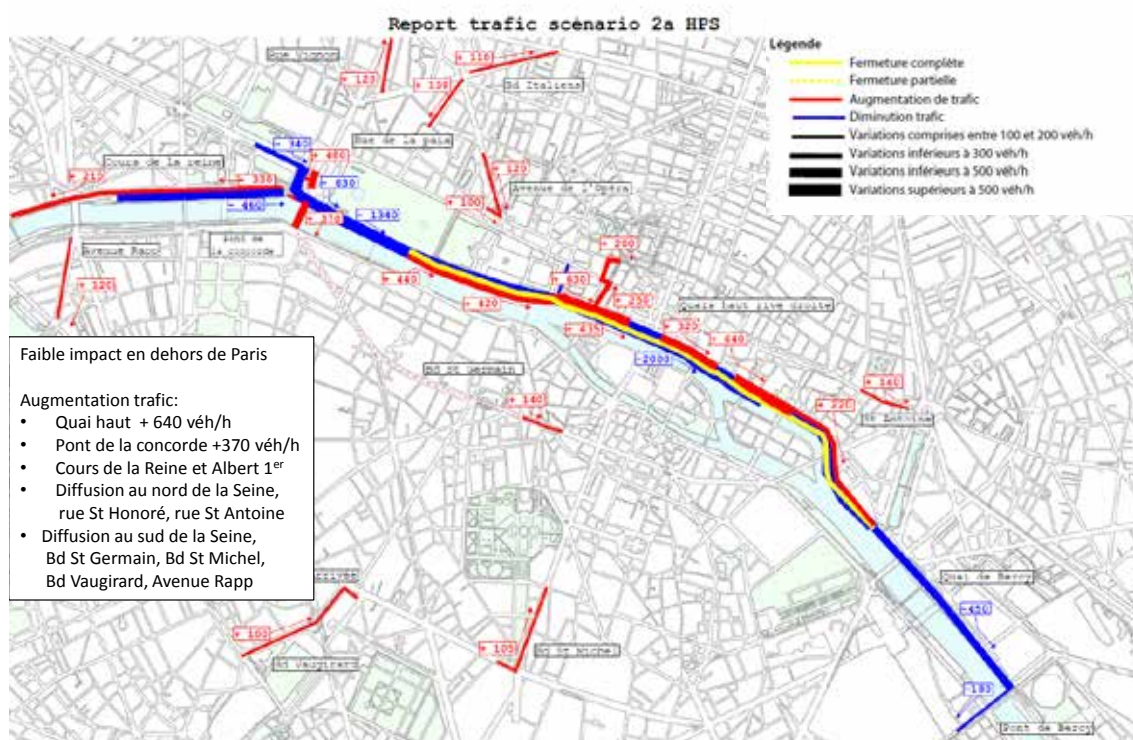 Report trafic scénario 2a HPS
Légende
Fermeture complète
Fermeture partielle
Augmentation de trafic
Diminution trafic
Variations comprises entre 100 et 200 véh/h
Variations inférieurs à 300 véh/h
Variations inférieurs à 500 véh/h
Variations supérieurs à 500 véh/h
Rue Vignon
+ 110
+ 120
+ 130
Bd Italiens
Rue de la paix
- 340
+ 480
Cours de la reine
+ 120
+ 212
+ 330
- 830
Avenue de l'Opéra
- 460
+ 370
- 1340
+ 100
Avenue Rapp
Pont de
la concorde
+ 200
+ 440
+ 630
+ 120
+ 420
+ 250
Quais haut rive droite
+ 435
+ 320
-2000
+ 640
Bd St Germain
+ 140
+ 140
+ 220
St Antoine
Faible impact en dehors de Paris
Augmentation trafic:
• Quai haut + 640 véh/h
• Pont de la concorde +370 véh/h
• Cours de la Reine et Albert 1er
• Diffusion au nord de la Seine,
rue St Honoré, rue St Antoine
• Diffusion au sud de la Seine,
Bd St Germain, Bd St Michel,
Bd Vaugirard, Avenue Rapp
Quai de Bercy
-450
+ 100
+ 105
Bd St Michel
Bd Vaugirard
-180
Pont de Bercy